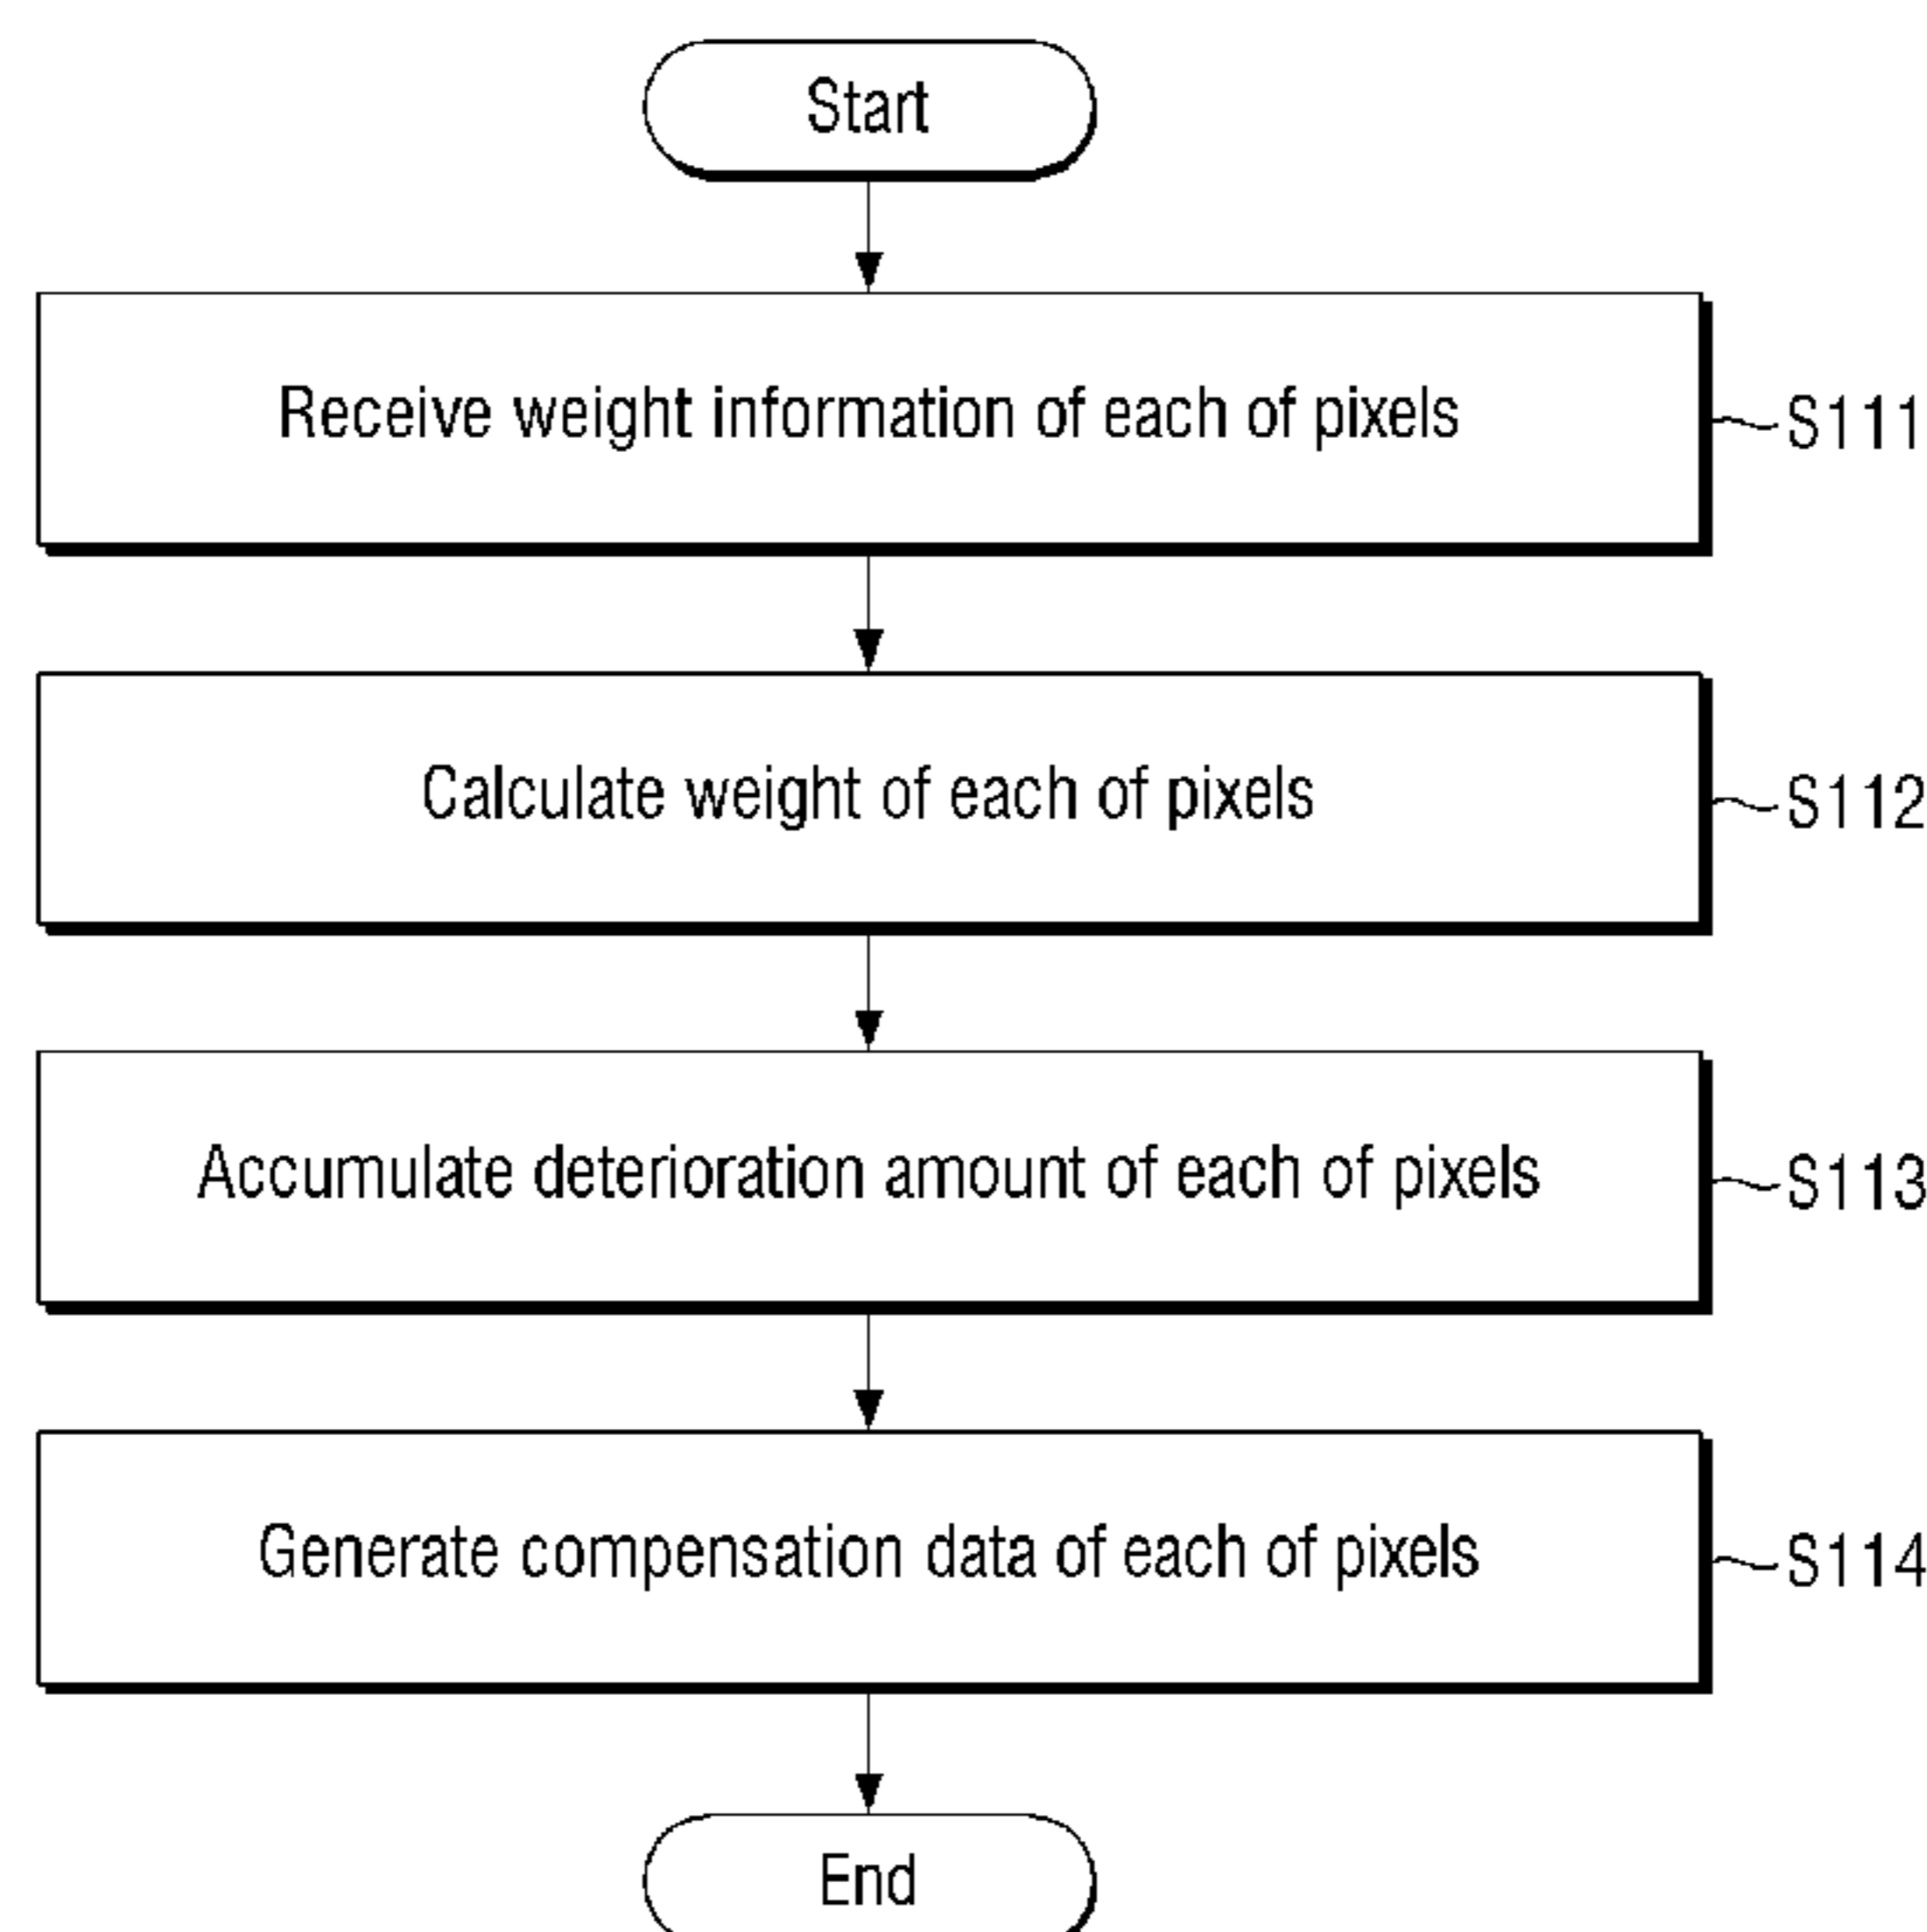 Start
Receive weight information of each of pixels
S111
Calculate weight of each of pixels
S112
Accumulate deterioration amount of each of pixels
S113
Generate compensation data of each of pixels
S114
End